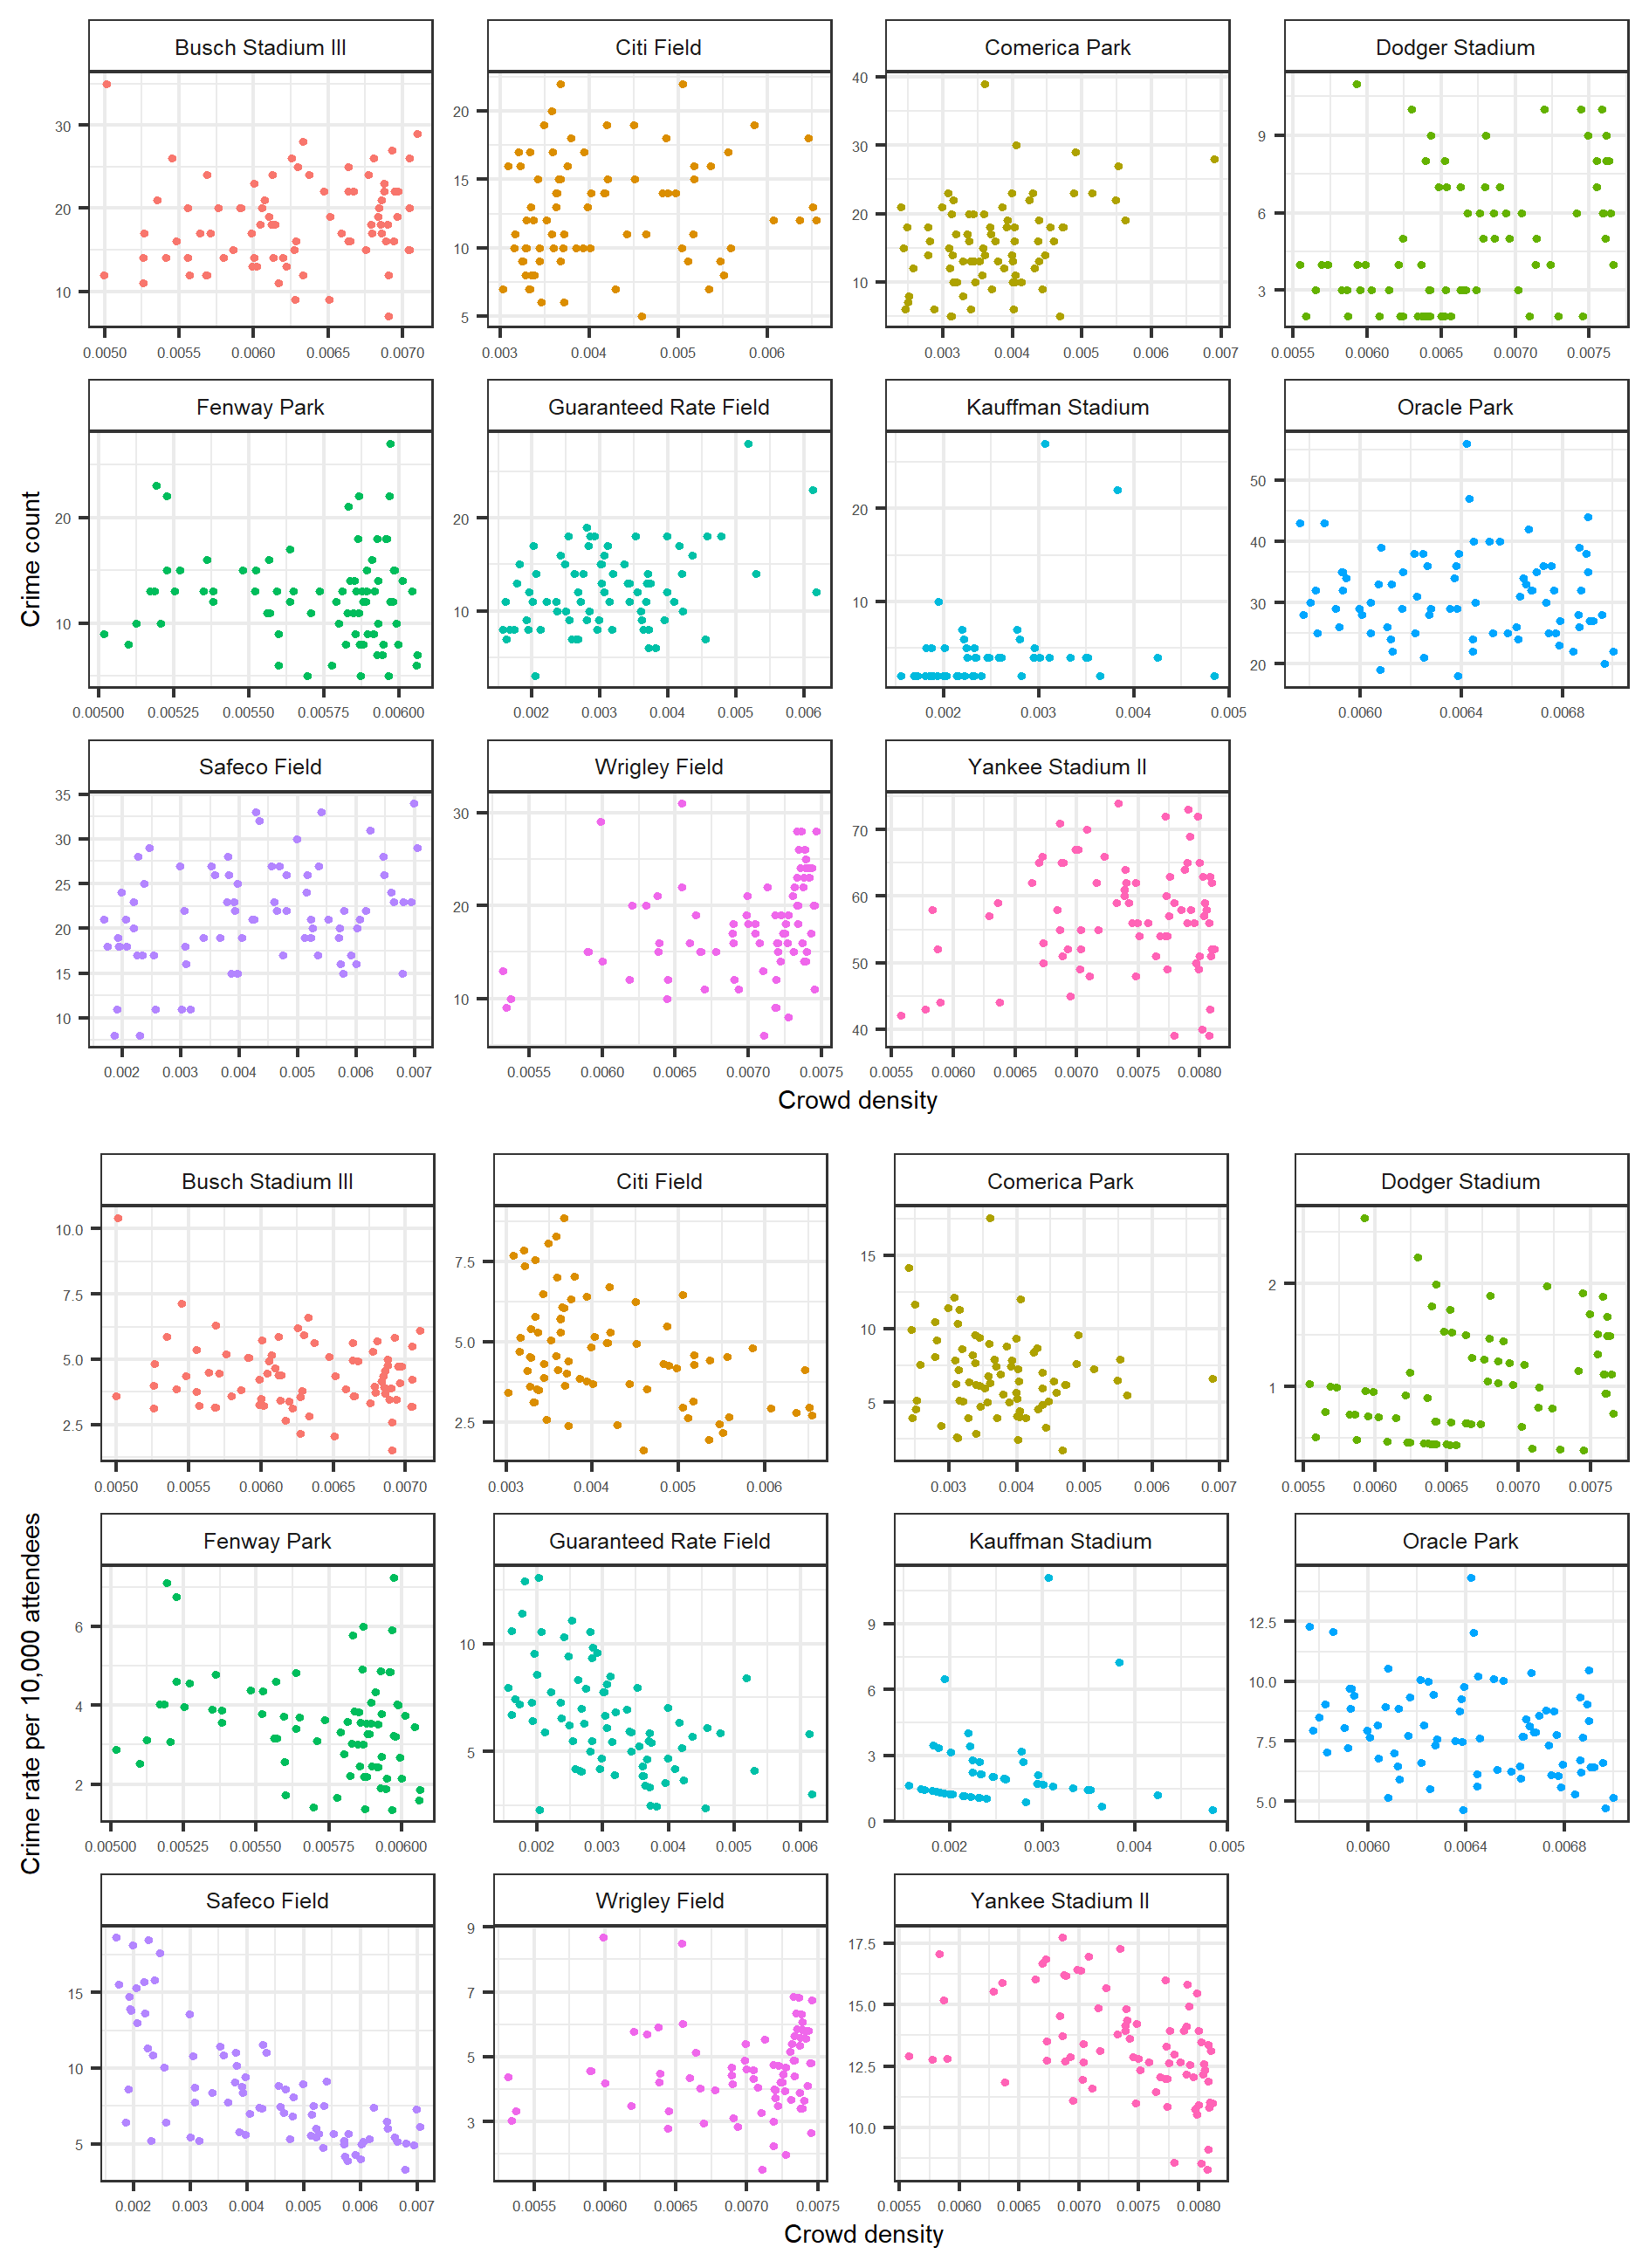 Busch Stadium III Citi Field Comerica Park Dodger Stadium
30 20 10
20 15 10 5
40 30 20 10
9 6 3
0.0050 0.0055 0.0060 0.0065 0.0070 0.003 0.004 0.005 0.006 0.003 0.004 0.005 0.006 0.007 0.0055 0.0060 0.0065 0.0070 0.0075
Fenway Park Guaranteed Rate Field Kauffman Stadium Oracle Park
Crime count
20 10
20 10
20 10
50 40 30 20
0.00500 0.00525 0.00550 0.00575 0.00600 0.002 0.003 0.004 0.005 0.006 0.002 0.003 0.004 0.005 0.0060 0.0064 0.0068
Safeco Field Wrigley Field Yankee Stadium II
35 30 25 20 15 10
30 20 10
70 60 50 40
0.002 0.003 0.004 0.005 0.006 0.007 0.0055 0.0060 0.0065 0.0070 0.0075 0.0055 0.0060 0.0065 0.0070 0.0075 0.0080
Crowd density
Busch Stadium III Citi Field Comerica Park Dodger Stadium
10.0 7.5 5.0 2.5
7.5 5.0 2.5
15 10 5
2 1
0.0050 0.0055 0.0060 0.0065 0.0070 0.003 0.004 0.005 0.006 0.003 0.004 0.005 0.006 0.007 0.0055 0.0060 0.0065 0.0070 0.0075
Fenway Park Guaranteed Rate Field Kauffman Stadium Oracle Park
Crime rate per 10,000 attendees
6 4 2
10 5
9 6 3 0
12.5 10.0 7.5 5.0
0.00500 0.00525 0.00550 0.00575 0.00600 0.002 0.003 0.004 0.005 0.006 0.002 0.003 0.004 0.005 0.0060 0.0064 0.0068
Safeco Field Wrigley Field Yankee Stadium II
15 10 5
9 7 5 3
17.5 15.0 12.5 10.0
0.002 0.003 0.004 0.005 0.006 0.007 0.0055 0.0060 0.0065 0.0070 0.0075 0.0055 0.0060 0.0065 0.0070 0.0075 0.0080
Crowd density